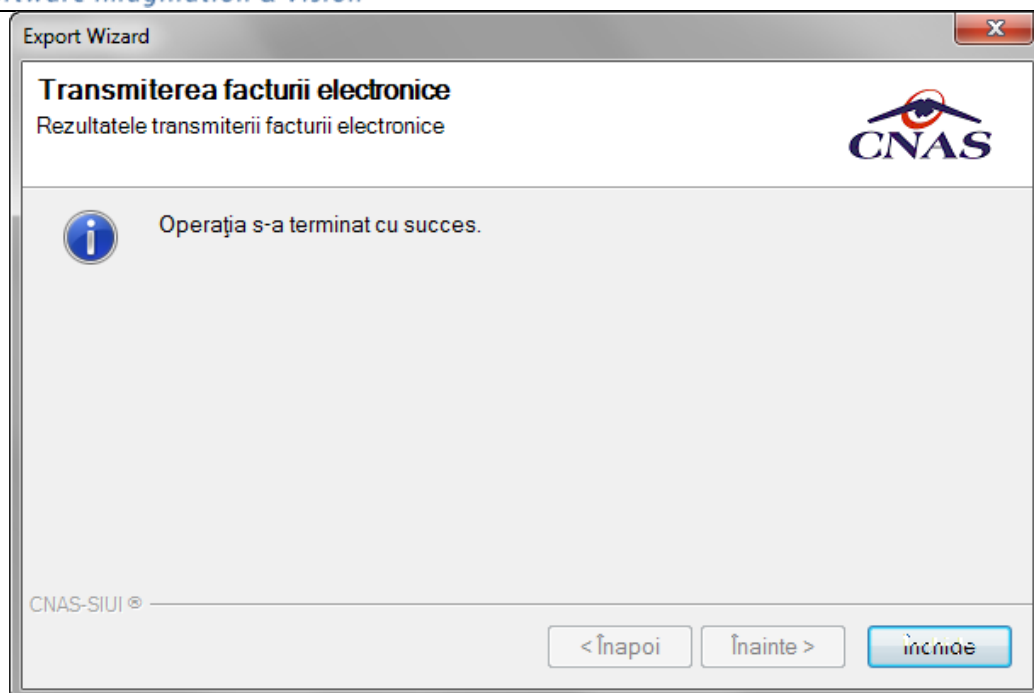 Export Wizard
Transmiterea facturii electronice
Rezultatele transmiterii facturii electronice
CNAS
Operaţia s-a terminat cu succes.
CNAS-SIUI ®
< Înapoi
Înainte >
Închide